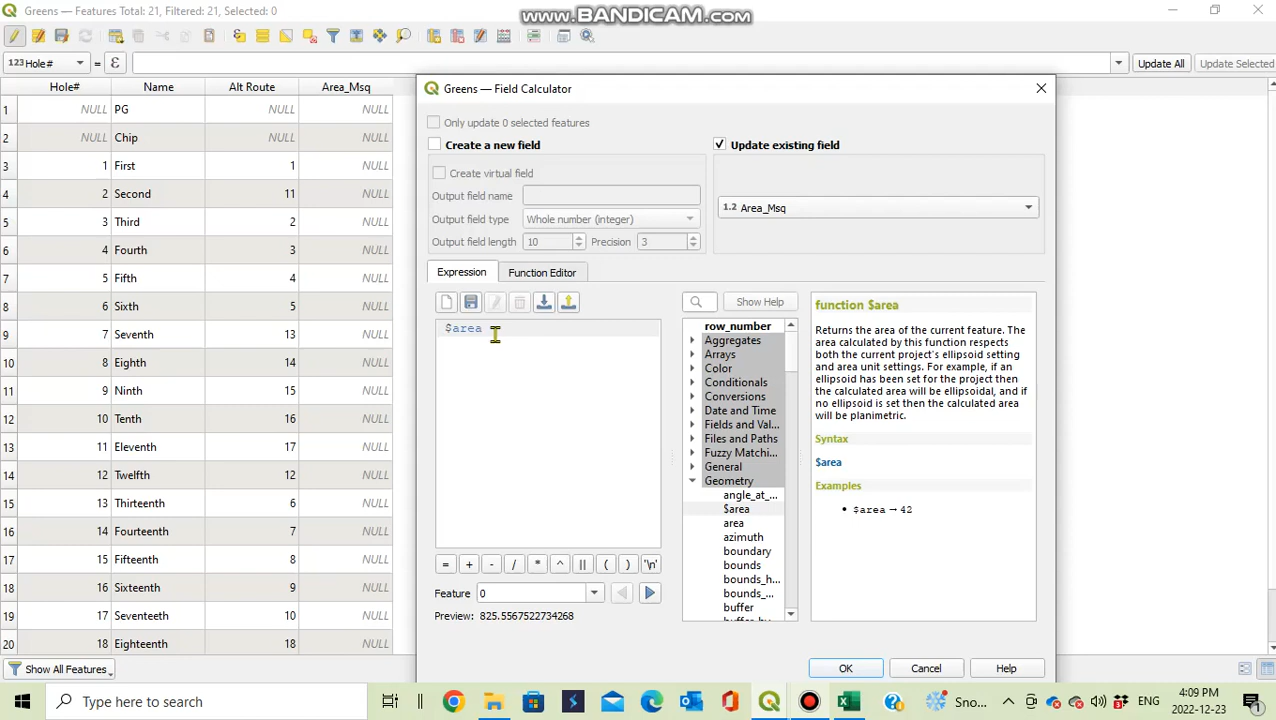 Greens — Features Total: 21, Filtered: 21, Selected: 0
www.BANDICAM.com
123 Hole# = ε Update All Update Selected
Hole# Name Alt Route Area_Msq
1 NULL PG NULL NULL
2 NULL Chip NULL NULL
3 1 First 1 NULL
4 2 Second 11 NULL
5 3 Third 2 NULL
6 4 Fourth 3 NULL
7 5 Fifth 4 NULL
8 6 Sixth 5 NULL
9 7 Seventh 13 NULL
10 8 Eighth 14 NULL
11 9 Ninth 15 NULL
12 10 Tenth 16 NULL
13 11 Eleventh 17 NULL
14 12 Twelfth 12 NULL
15 13 Thirteenth 6 NULL
16 14 Fourteenth 7 NULL
17 15 Fifteenth 8 NULL
18 16 Sixteenth 9 NULL
19 17 Seventeeth 10 NULL
20 18 Eighteenth 18 NULL
Show All Features
Greens — Field Calculator
Only update 0 selected features
Create a new field
Update existing field
Create virtual field
Output field name
1.2 Area_Msq
Output field type Whole number (integer)
Output field length 10 Precision 3
Expression Function Editor
Show Help
$area
= + - / * ^ || ( ) '\n'
Feature 0
Preview: 825.5567522734268
row_number
Aggregates
Arrays
Color
Conditionals
Conversions
Date and Time
Fields and Val...
Files and Paths
Fuzzy Matchi...
General
Geometry
angle_at_...
$area
area
azimuth
boundary
bounds
bounds_h...
bounds_...
buffer
buffer_by...
function $area
Returns the area of the current feature. The
area calculated by this function respects
both the current project's ellipsoid setting
and area unit settings. For example, if an
ellipsoid has been set for the project then
the calculated area will be ellipsoidal, and if
no ellipsoid is set then the calculated area
will be planimetric.
Syntax
$area
Examples
• $area → 42
OK Cancel Help
Type here to search
Sno...
ENG
4:09 PM
2022-12-23
1